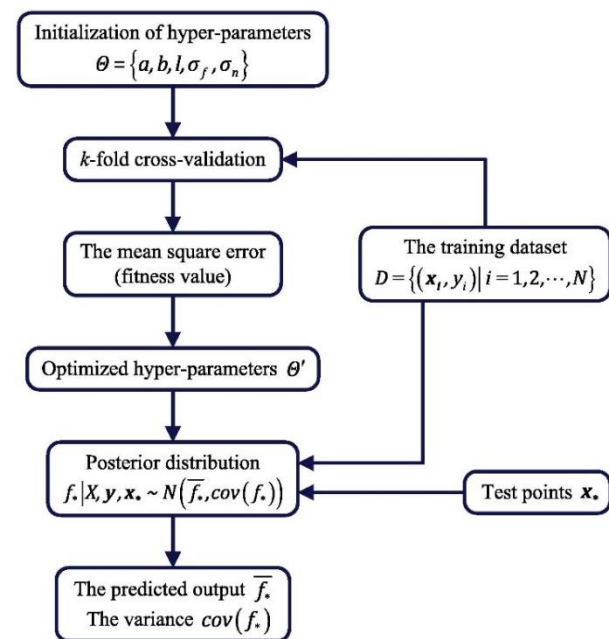 Initialization of hyper-parameters
Θ = {a, b, l, σ_f, σ_n}
k-fold cross-validation
The mean square error
(fitness value)
The training dataset
D = {(x_i, y_i)| i = 1,2,⋯,N}
Optimized hyper-parameters Θ'
Posterior distribution
f_*|X, y, x_* ~ N(f̅_*, cov(f_*))
Test points x_*
The predicted output f̅_*
The variance cov(f_*)